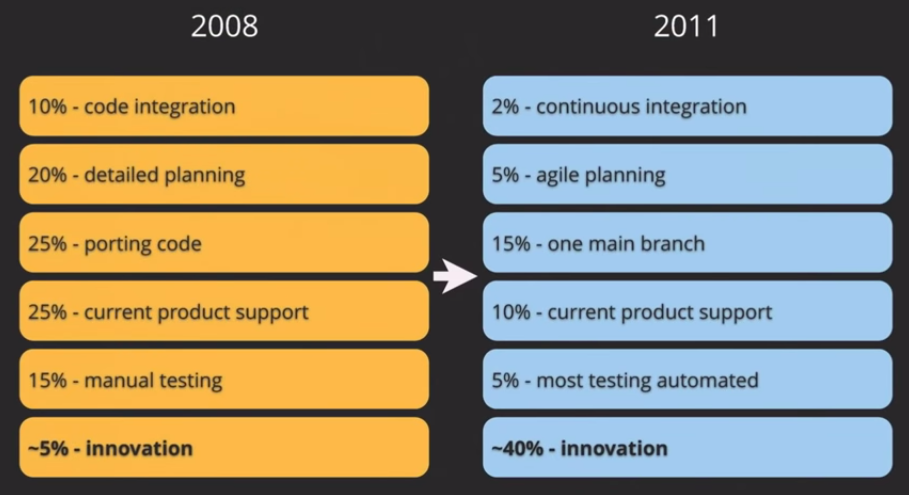 2008
10% - code integration
20% - detailed planning
25% - porting code
25% - current product support
15% - manual testing
~5% - innovation
2011
2% - continuous integration
5% - agile planning
15% - one main branch
10% - current product support
5% - most testing automated
~40% - innovation